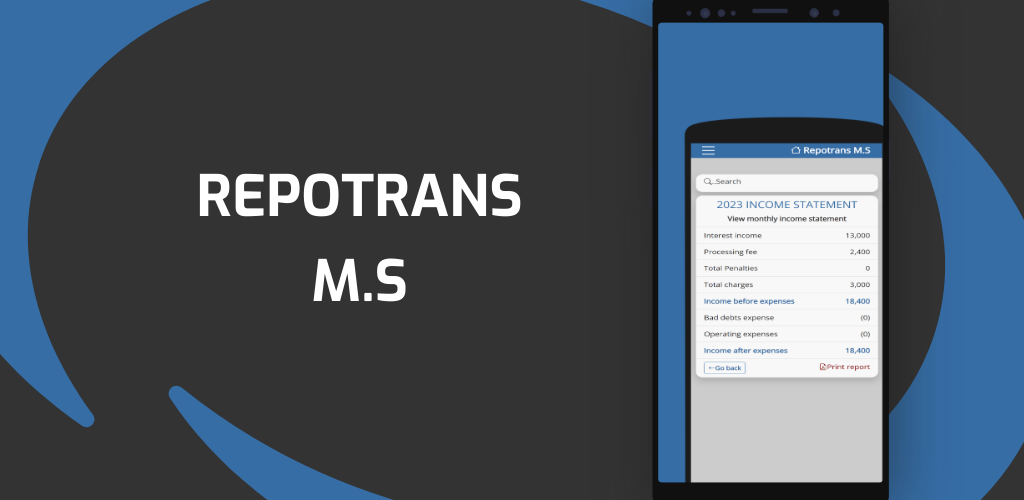 REPOTRANS
M.S
Repotrans M.S
Search
2023 INCOME STATEMENT
View monthly income statement
Interest income 13,000
Processing fee 2,400
Total Penalties 0
Total charges 3,000
Income before expenses 18,400
Bad debts expense (0)
Operating expenses (0)
Income after expenses 18,400
←Go back Print report